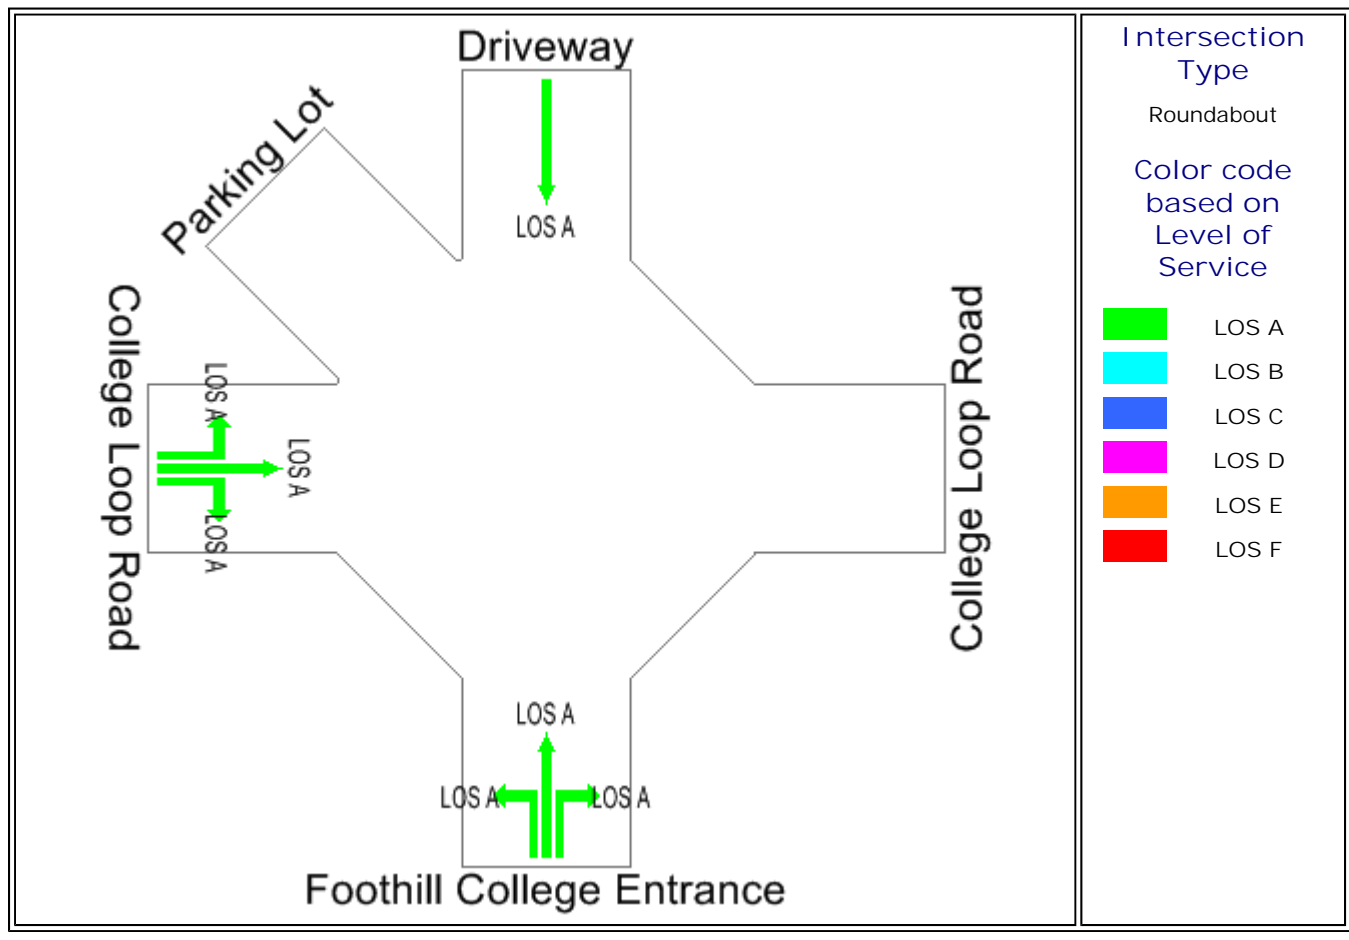 Driveway
LOS A
Parking Lot
College Loop Road
LOS A
LOS A
LOS A
College Loop Road
LOS A
LOS A
LOS A
Foothill College Entrance
Intersection
Type
Roundabout
Color code
based on
Level of
Service
LOS A
LOS B
LOS C
LOS D
LOS E
LOS F